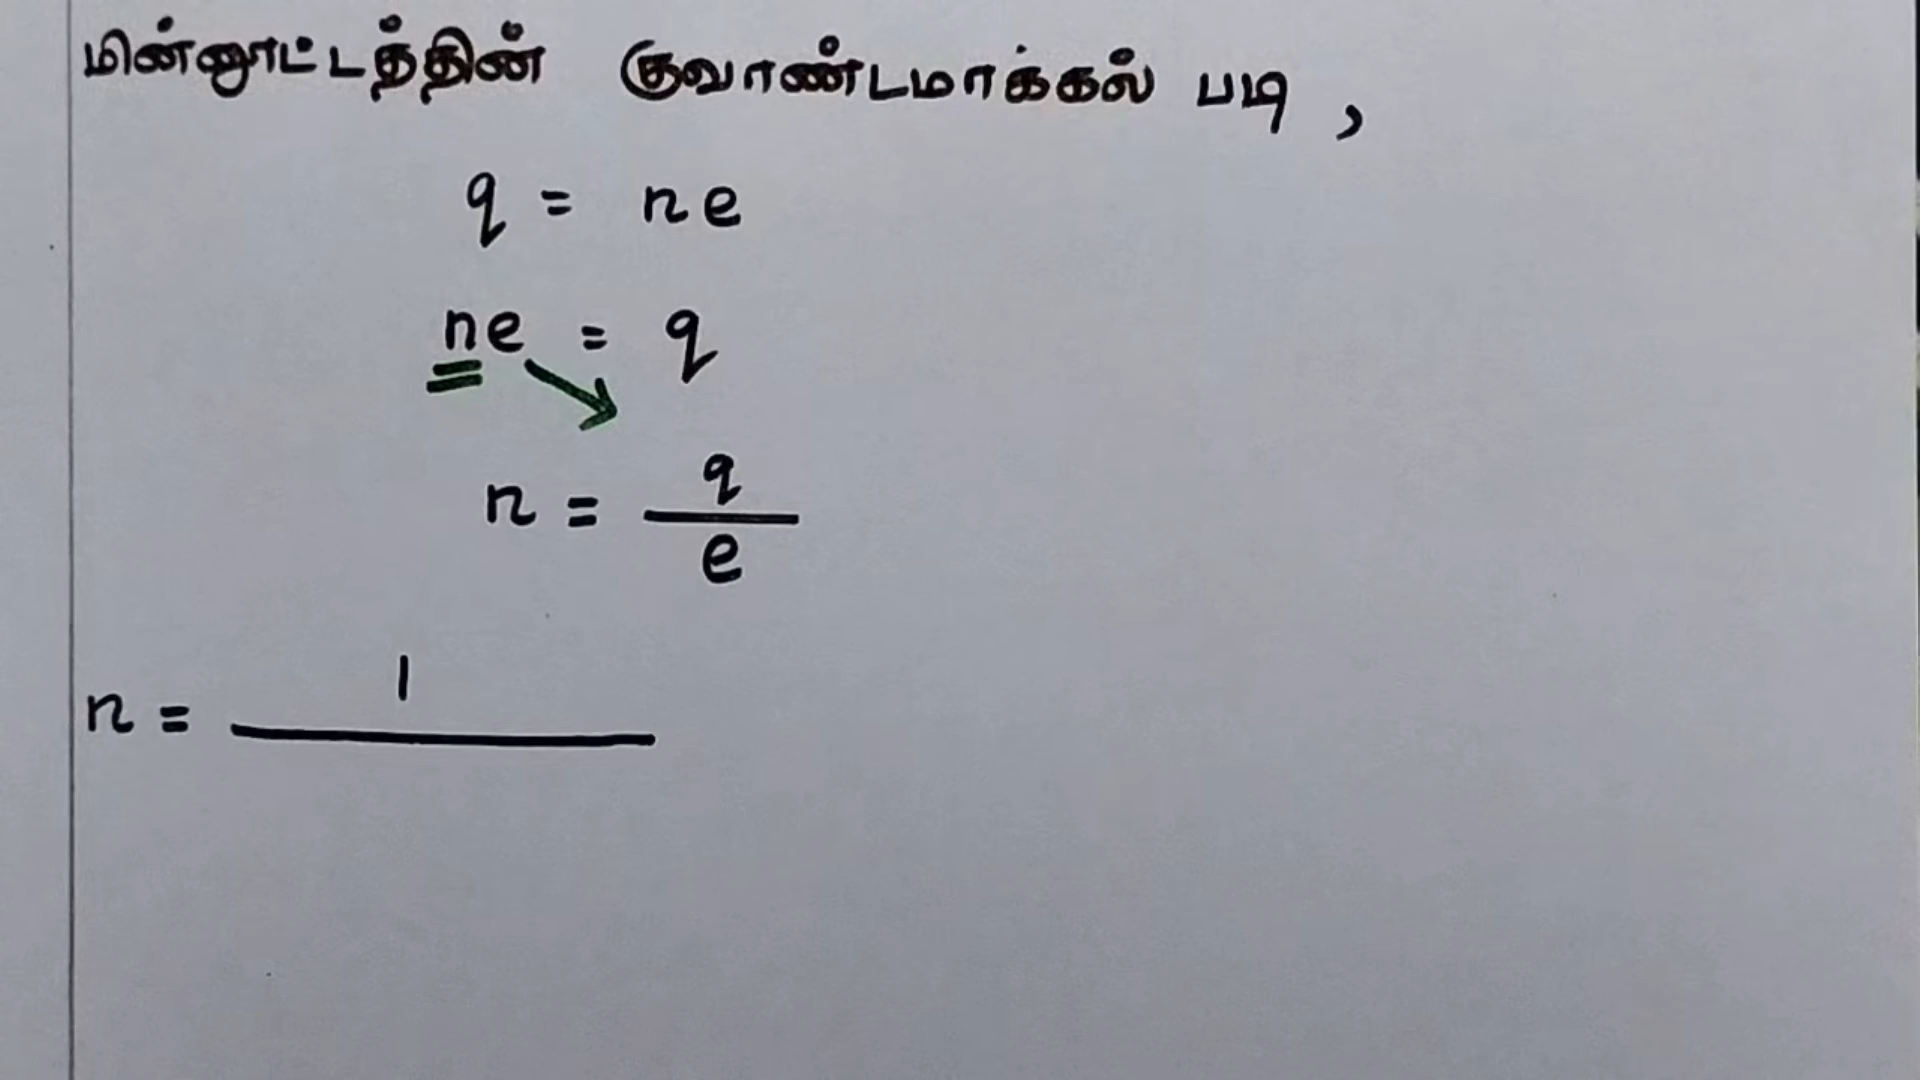 மின்னூட்டத்தின் குவாண்டமாக்கல் படி ,
q = ne
ne = q
n = q / e
n = 1 /